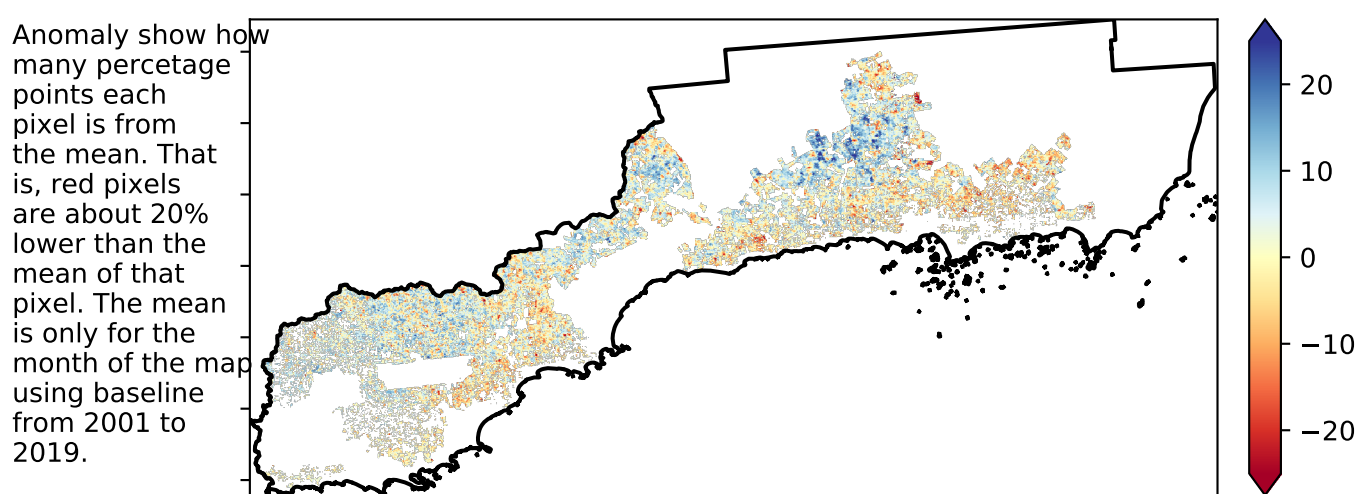 Anomaly show how
many percetage
points each
pixel is from
the mean. That
is, red pixels
are about 20%
lower than the
mean of that
pixel. The mean
is only for the
month of the map
using baseline
from 2001 to
2019.
20
10
0
−10
−20